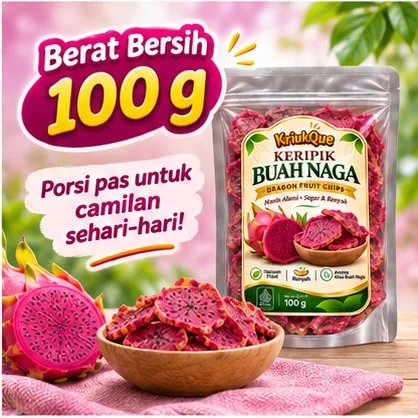 Berat Bersih
100 g
Porsi pas untuk
camilan
sehari-hari!
KriukQue
KERIPIK
BUAH NAGA
DRAGON FRUIT CHIPS
Manis Alami • Segar & Renyah
Renyah
100 g